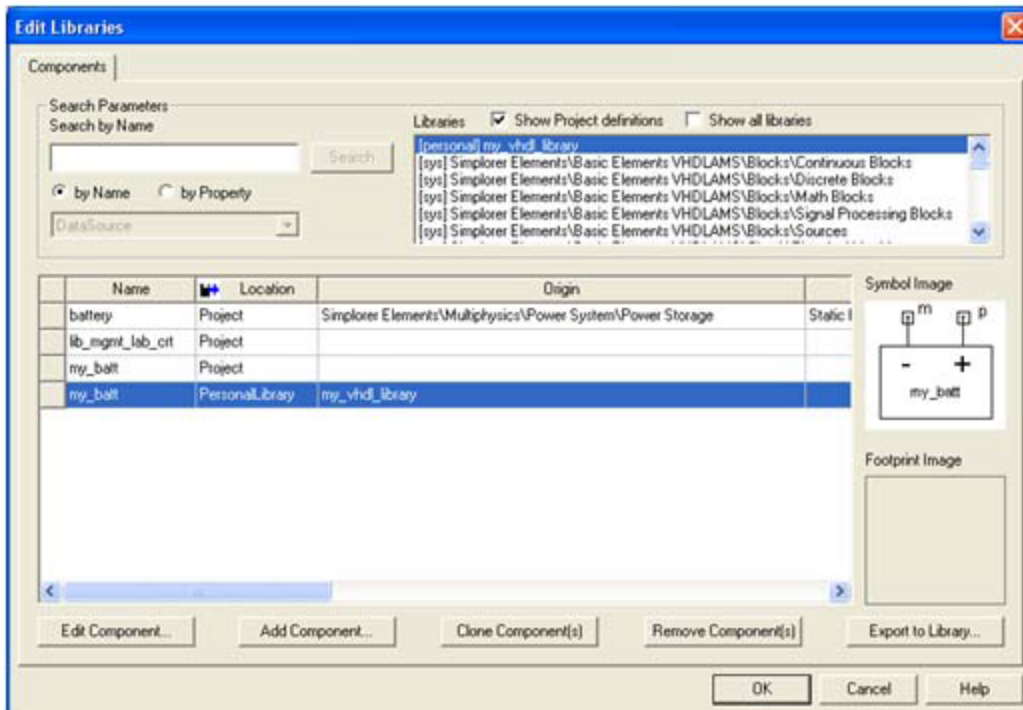 Edit Libraries
Components
Search Parameters
Search by Name
Search
by Name by Property
DataSource
Libraries Show Project definitions Show all libraries
[personal] my_vhdl_library
[sys] Simplorer Elements\Basic Elements VHDLAMS\Blocks\Continuous Blocks
[sys] Simplorer Elements\Basic Elements VHDLAMS\Blocks\Discrete Blocks
[sys] Simplorer Elements\Basic Elements VHDLAMS\Blocks\Math Blocks
[sys] Simplorer Elements\Basic Elements VHDLAMS\Blocks\Signal Processing Blocks
[sys] Simplorer Elements\Basic Elements VHDLAMS\Blocks\Sources
Name Location Origin
battery Project Simplorer Elements\Multiphysics\Power System\Power Storage Static
lib_mgmt_lab_crt Project
my_batt Project
my_batt PersonalLibrary my_vhdl_library
Symbol Image
m p
- +
my_batt
Footprint Image
Edit Component... Add Component... Clone Component(s) Remove Component(s) Export to Library...
OK Cancel Help